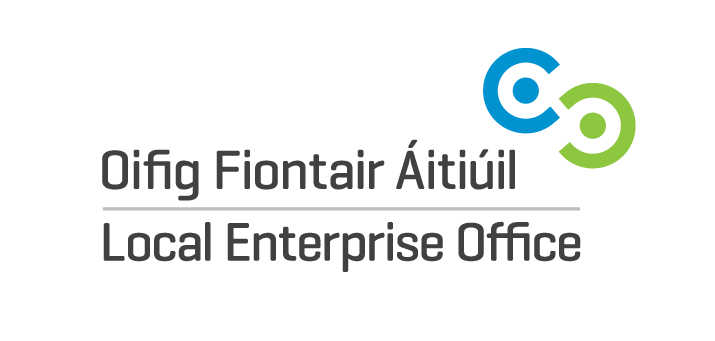 Oifig Fiontair Áitiúil
Local Enterprise Office